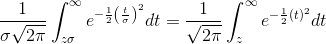 \frac{1}{\sigma\sqrt{2\pi}} \int_{z\sigma}^{\infty} e^{-\frac{1}{2}\left(\frac{t}{\sigma}\right)^2} dt = \frac{1}{\sqrt{2\pi}} \int_{z}^{\infty} e^{-\frac{1}{2}(t)^2} dt